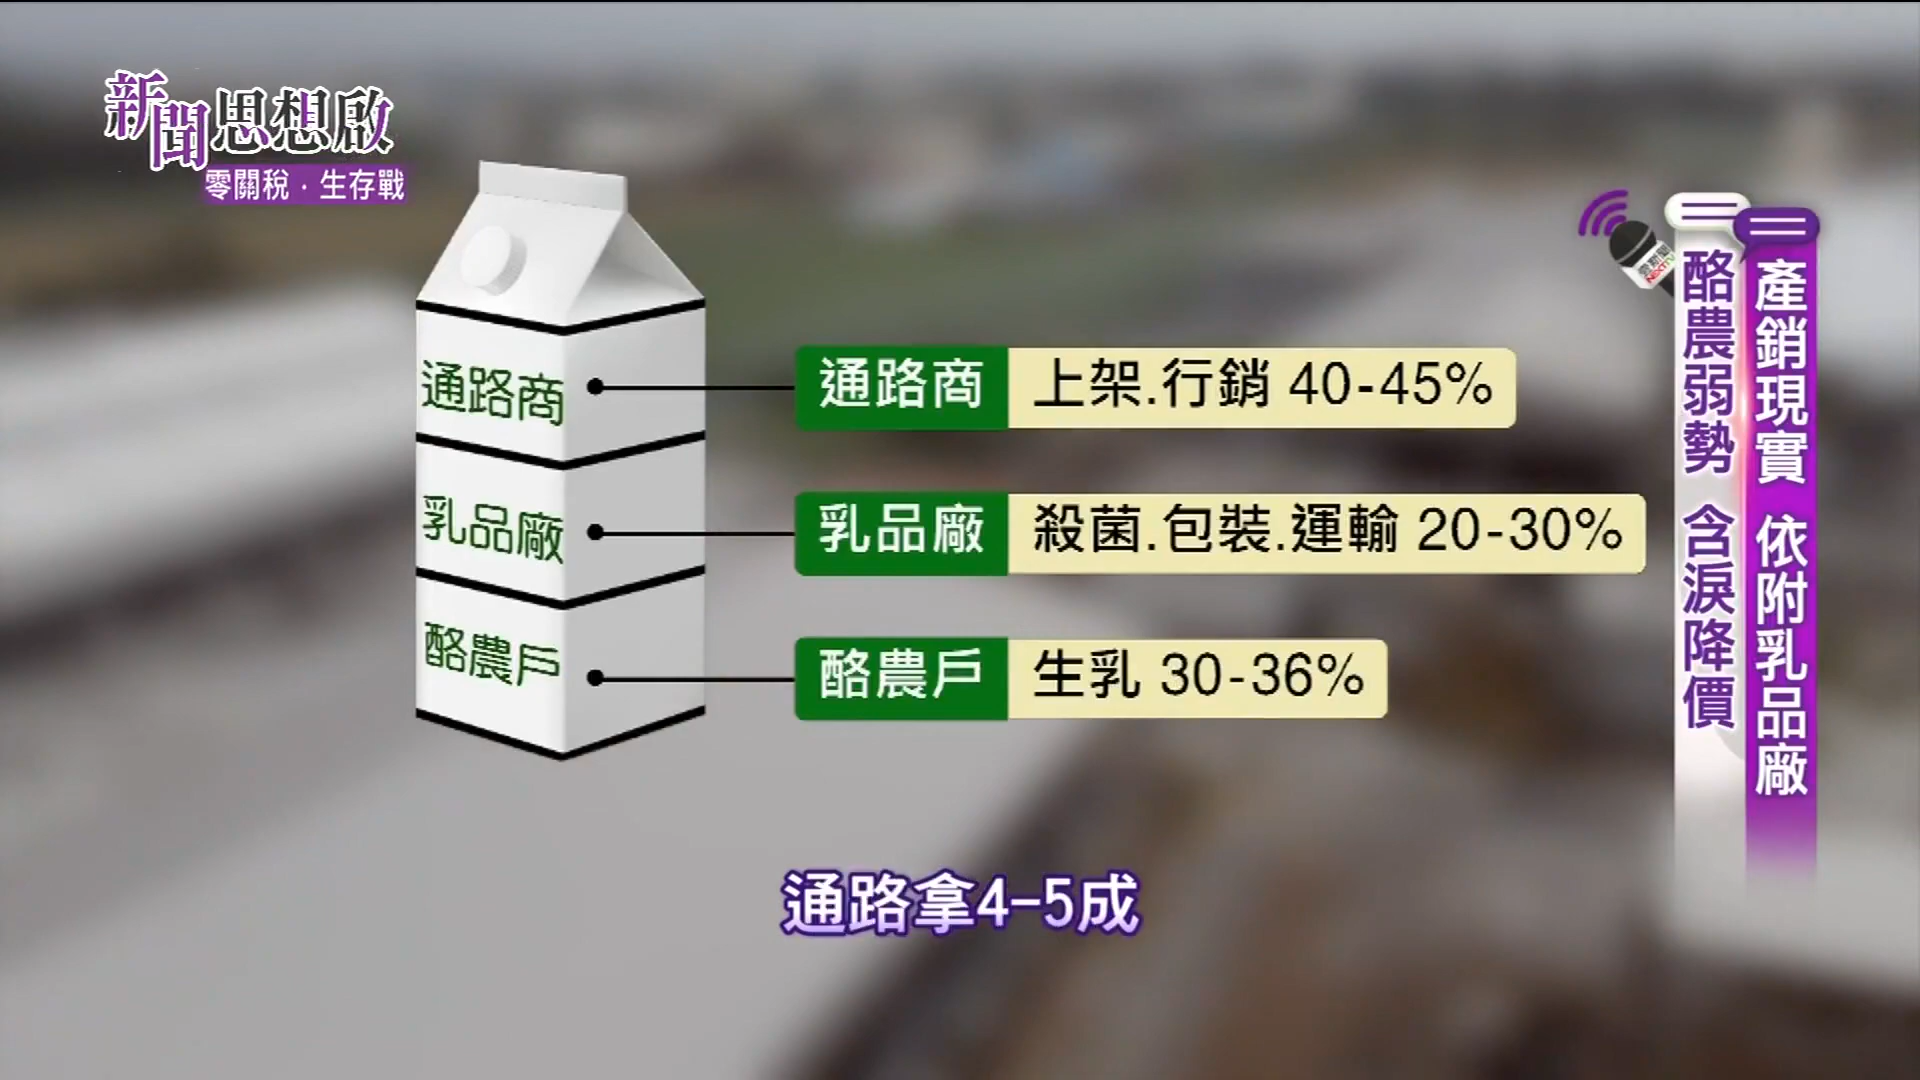 新聞思想啟
零關稅．生存戰
通路商
乳品廠
酪農戶
通路商 上架.行銷 40-45%
乳品廠 殺菌.包裝.運輸 20-30%
酪農戶 生乳 30-36%
產銷現實 依附乳品廠
酪農弱勢 含淚降價
通路拿4-5成